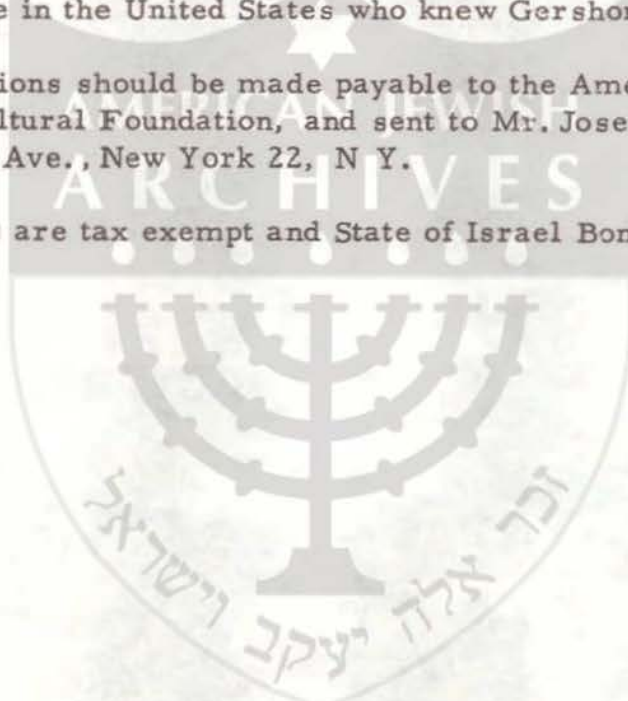 e in the United States who knew Gershon
ions should be made payable to the Ame
AMERICAN JEWISH
ltural Foundation, and sent to Mr. Jose
Ave., New York 22, N Y.
ARCHIVES
are tax exempt and State of Israel Bon
זכר אלה יעקב וישראל